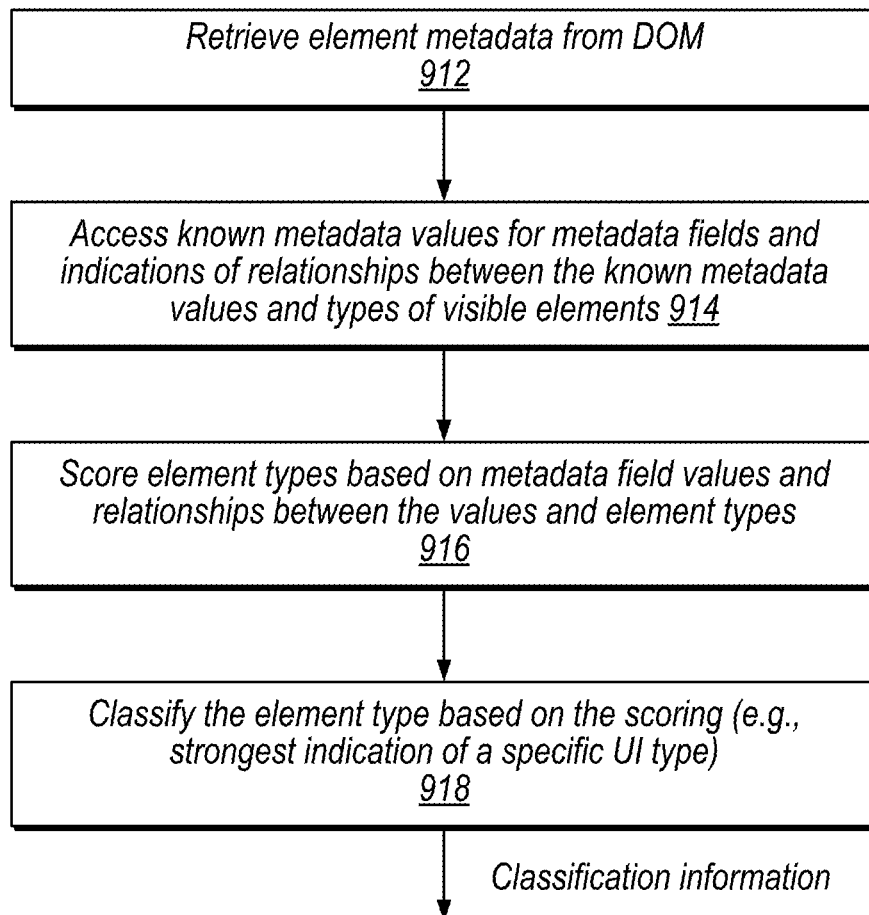 Retrieve element metadata from DOM
912
Access known metadata values for metadata fields and
indications of relationships between the known metadata
values and types of visible elements 914
Score element types based on metadata field values and
relationships between the values and element types
916
Classify the element type based on the scoring (e.g.,
strongest indication of a specific UI type)
918
Classification information